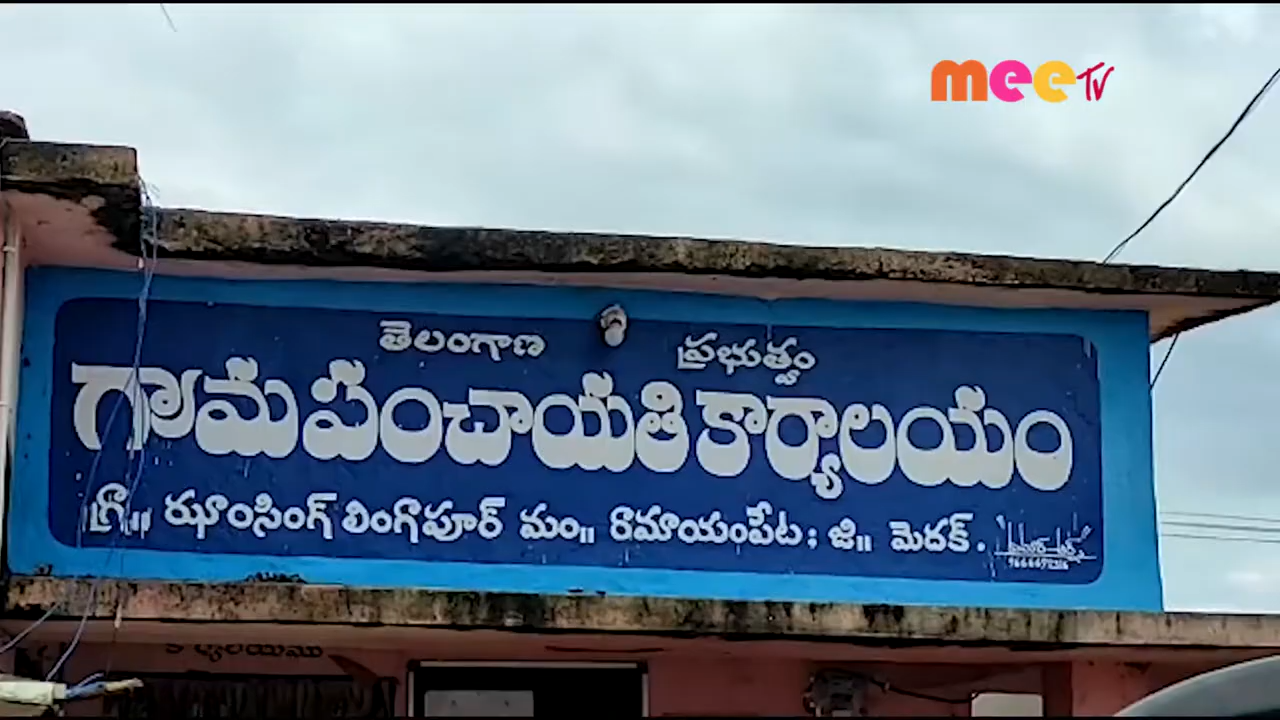 meeTV
తెలంగాణ ప్రభుత్వం
గ్రామ పంచాయతి కార్యాలయం
గ్రా॥ ఝాంసింగ్ లింగాపూర్ మం॥ రామాయంపేట; జి॥ మెదక్.